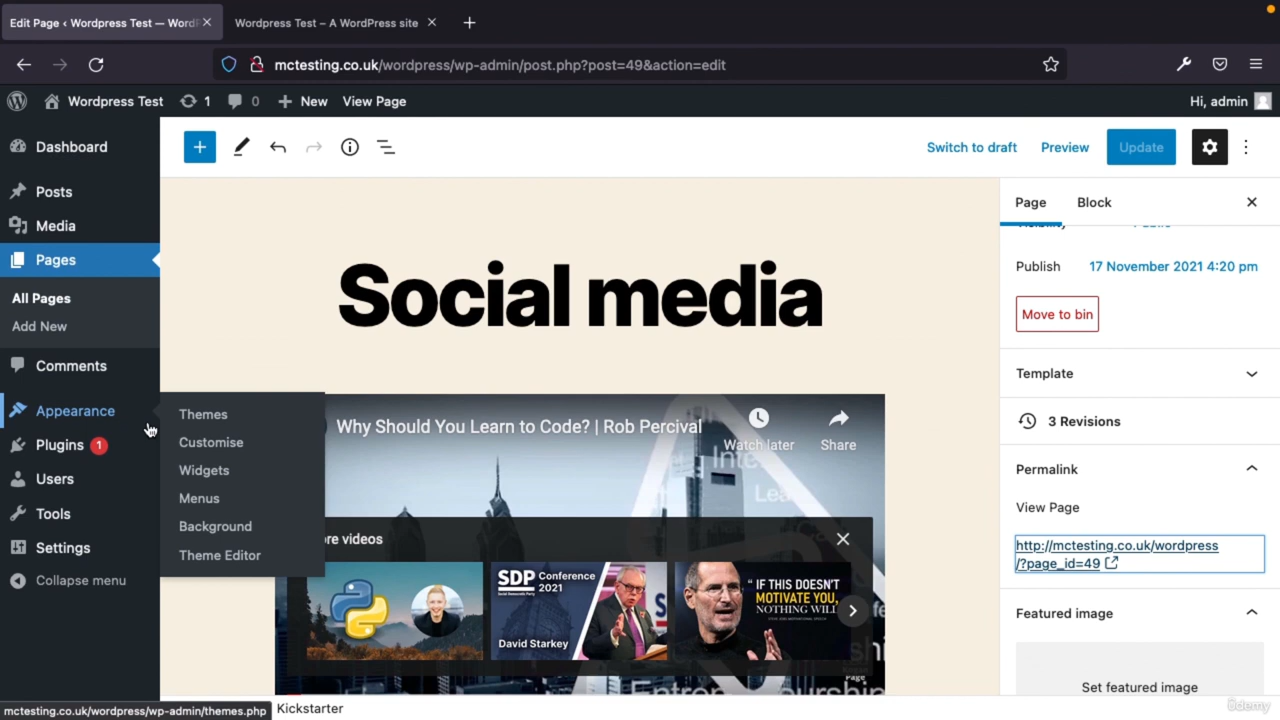 Edit Page ‹ Wordpress Test — Word
Wordpress Test – A WordPress site
mctesting.co.uk/wordpress/wp-admin/post.php?post=49&action=edit
Wordpress Test
1
0
New
View Page
Hi, admin
Dashboard
Posts
Media
Pages
All Pages
Add New
Comments
Appearance
Plugins 1
Users
Tools
Settings
Collapse menu
Themes
Customise
Widgets
Menus
Background
Theme Editor
Switch to draft
Preview
Update
Social media
Why Should You Learn to Code? | Rob Percival
Watch later
Share
re videos
SDP Conference
2021
David Starkey
“ IF THIS DOESN'T
MOTIVATE YOU,
NOTHING WILL
Page
Kickstarter
Page
Block
Publish
17 November 2021 4:20 pm
Move to bin
Template
3 Revisions
Permalink
View Page
http://mctesting.co.uk/wordpress
/?page_id=49
Featured image
Set featured image
mctesting.co.uk/wordpress/wp-admin/themes.php
ûdemy